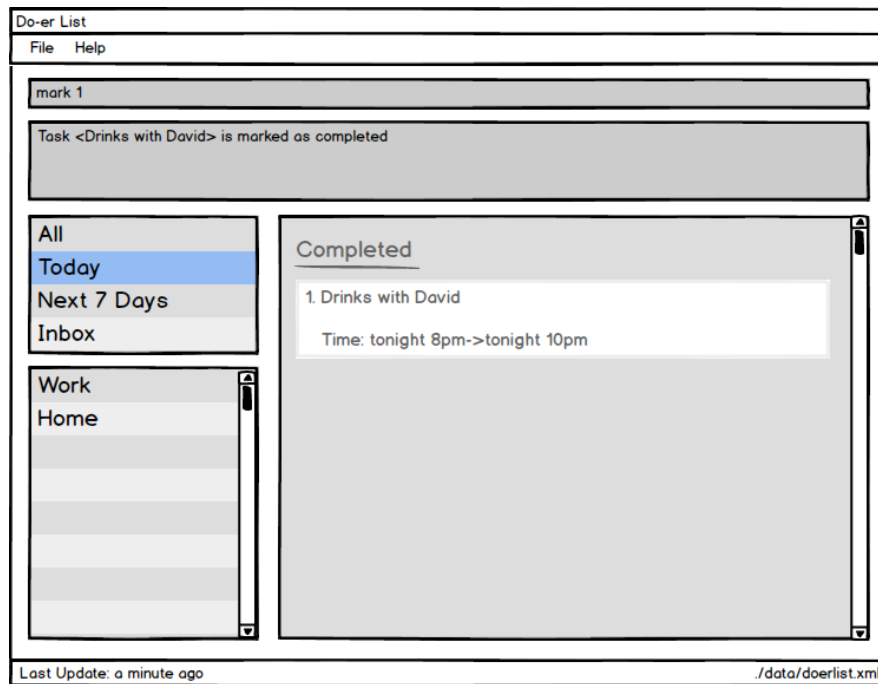 Do-er List
File Help
mark 1
Task <Drinks with David> is marked as completed
All
Today
Next 7 Days
Inbox
Work
Home
Completed
1. Drinks with David
Time: tonight 8pm->tonight 10pm
Last Update: a minute ago
./data/doerlist.xml